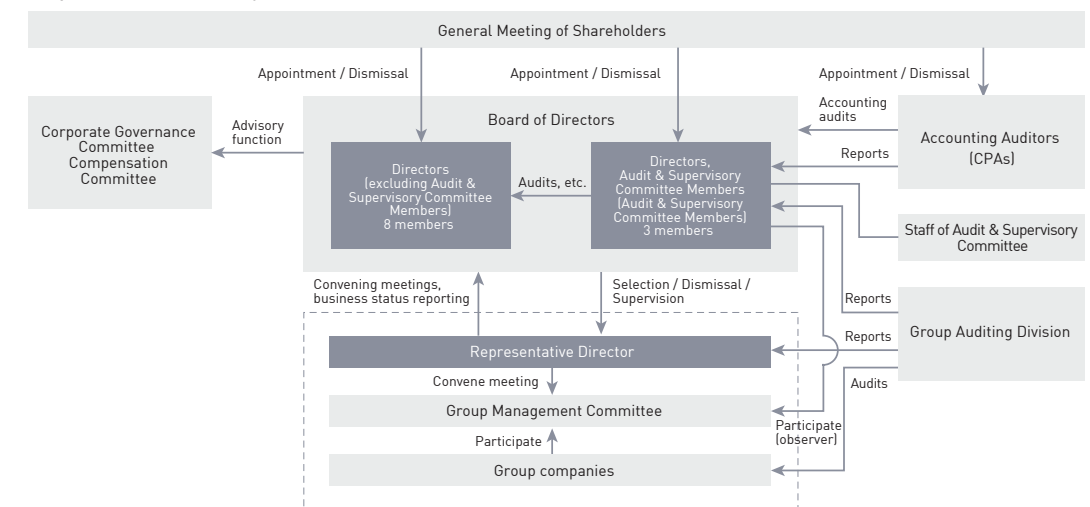 General Meeting of Shareholders
Appointment / Dismissal
Appointment / Dismissal
Appointment / Dismissal
Corporate Governance
Committee
Compensation
Committee
Advisory
function
Board of Directors
Directors
(excluding Audit &
Supervisory Committee
Members)
8 members
Audits, etc.
Directors,
Audit & Supervisory
Committee Members
(Audit & Supervisory
Committee Members)
3 members
Accounting
audits
Reports
Accounting Auditors
(CPAs)
Staff of Audit & Supervisory
Committee
Convening meetings,
business status reporting
Selection / Dismissal /
Supervision
Reports
Group Auditing Division
Reports
Audits
Representative Director
Convene meeting
Group Management Committee
Participate
(observer)
Participate
Group companies